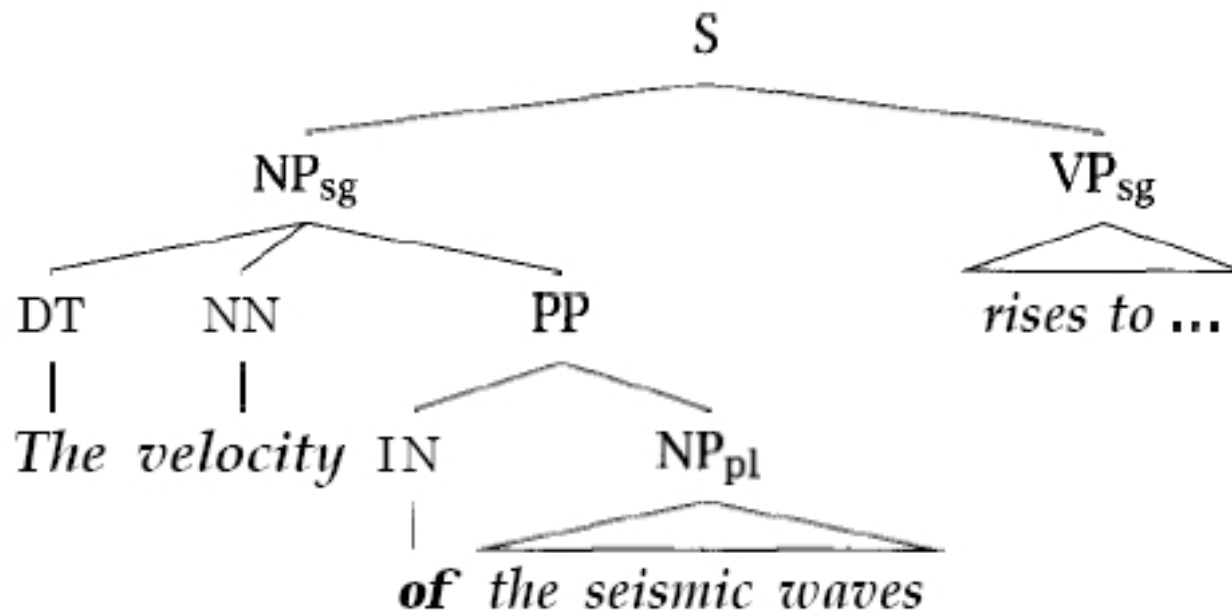 S
NPsg VPsg
DT NN PP rises to ...
The velocity IN NPpl
of the seismic waves